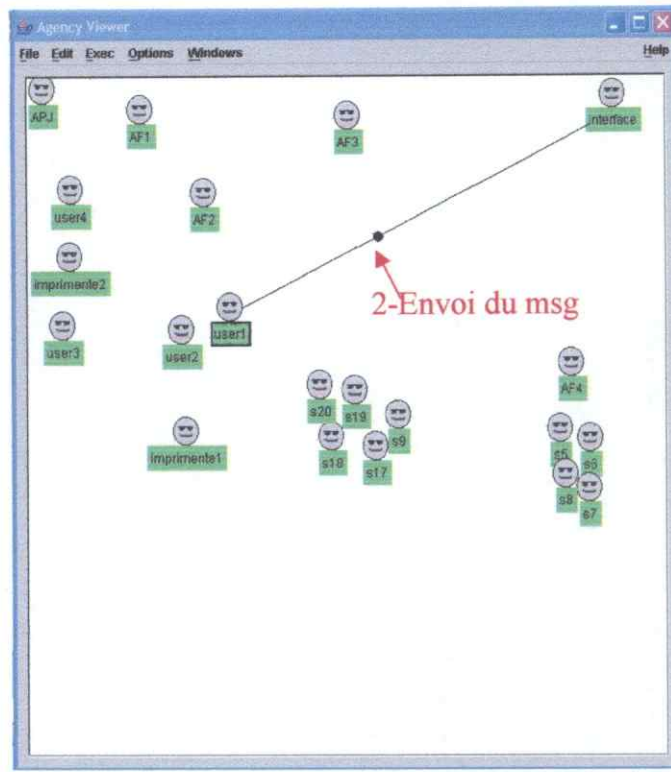 Agency Viewer
File Edit Exec Options Windows Help
APJ
AF1
AF3
interface
user4
AF2
imprimente2
2-Envoi du msg
user1
user3
user2
AF4
s20
s19
s9
s5
s6
imprimente1
s18
s17
s8
s7